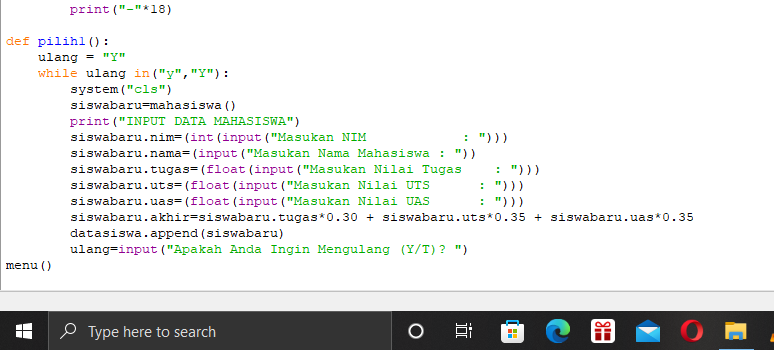 print("-"*18)

def pilih1():
    ulang = "Y"
    while ulang in("y","Y"):
        system("cls")
        siswabaru=mahasiswa()
        print("INPUT DATA MAHASISWA")
        siswabaru.nim=(int(input("Masukan NIM            : ")))
        siswabaru.nama=(input("Masukan Nama Mahasiswa : "))
        siswabaru.tugas=(float(input("Masukan Nilai Tugas    : ")))
        siswabaru.uts=(float(input("Masukan Nilai UTS      : ")))
        siswabaru.uas=(float(input("Masukan Nilai UAS      : ")))
        siswabaru.akhir=siswabaru.tugas*0.30 + siswabaru.uts*0.35 + siswabaru.uas*0.35
        datasiswa.append(siswabaru)
        ulang=input("Apakah Anda Ingin Mengulang (Y/T)? ")
menu()
Type here to search